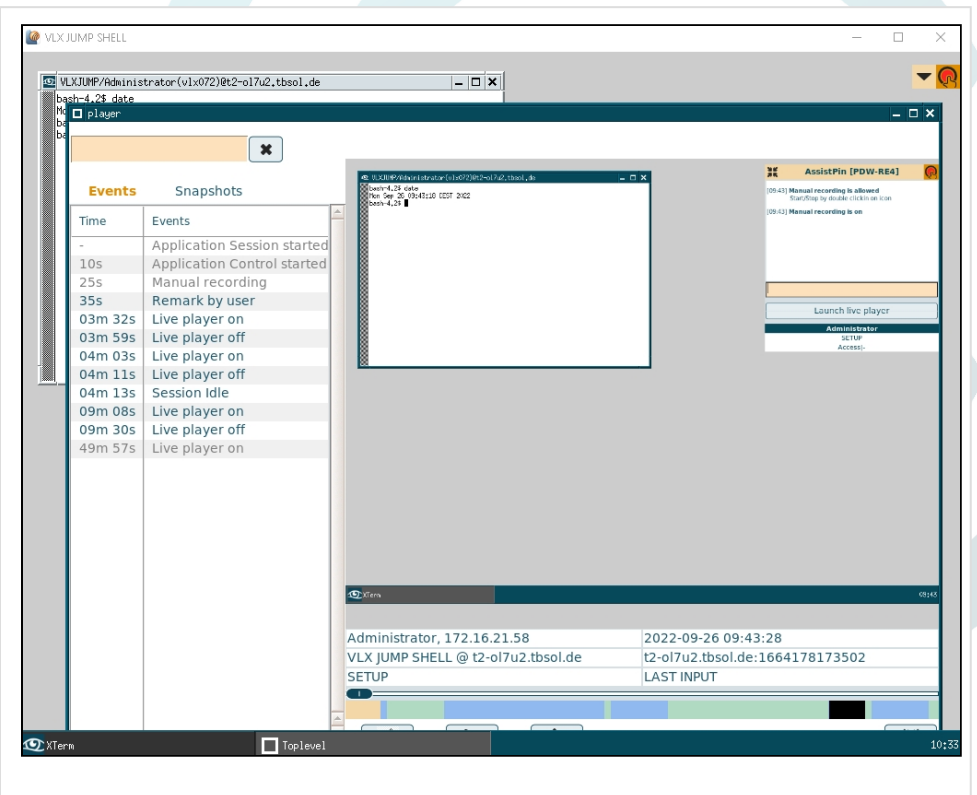 VLX JUMP SHELL
VLXJUMP/Administrator(vlx072)@t2-ol7u2.tbsol.de
bash-4.2$ date
player
Events Snapshots
Time Events
- Application Session started
10s Application Control started
25s Manual recording
35s Remark by user
03m 32s Live player on
03m 59s Live player off
04m 03s Live player on
04m 11s Live player off
04m 13s Session Idle
09m 08s Live player on
09m 30s Live player off
49m 57s Live player on
VLXJUMP/Administrator(vlx072)@t2-ol7u2.tbsol.de
bash-4.2$ date
Mon Sep 26 09:43:10 CEST 2022
bash-4.2$
AssistPin [PDW-RE4]
[09:43] Manual recording is allowed
Start/Stop by double clickin on icon
[09:43] Manual recording is on
Launch live player
Administrator
SETUP
Access:-
XTerm 09:43
Administrator, 172.16.21.58 2022-09-26 09:43:28
VLX JUMP SHELL @ t2-ol7u2.tbsol.de t2-ol7u2.tbsol.de:1664178173502
SETUP LAST INPUT
XTerm Toplevel 10:33